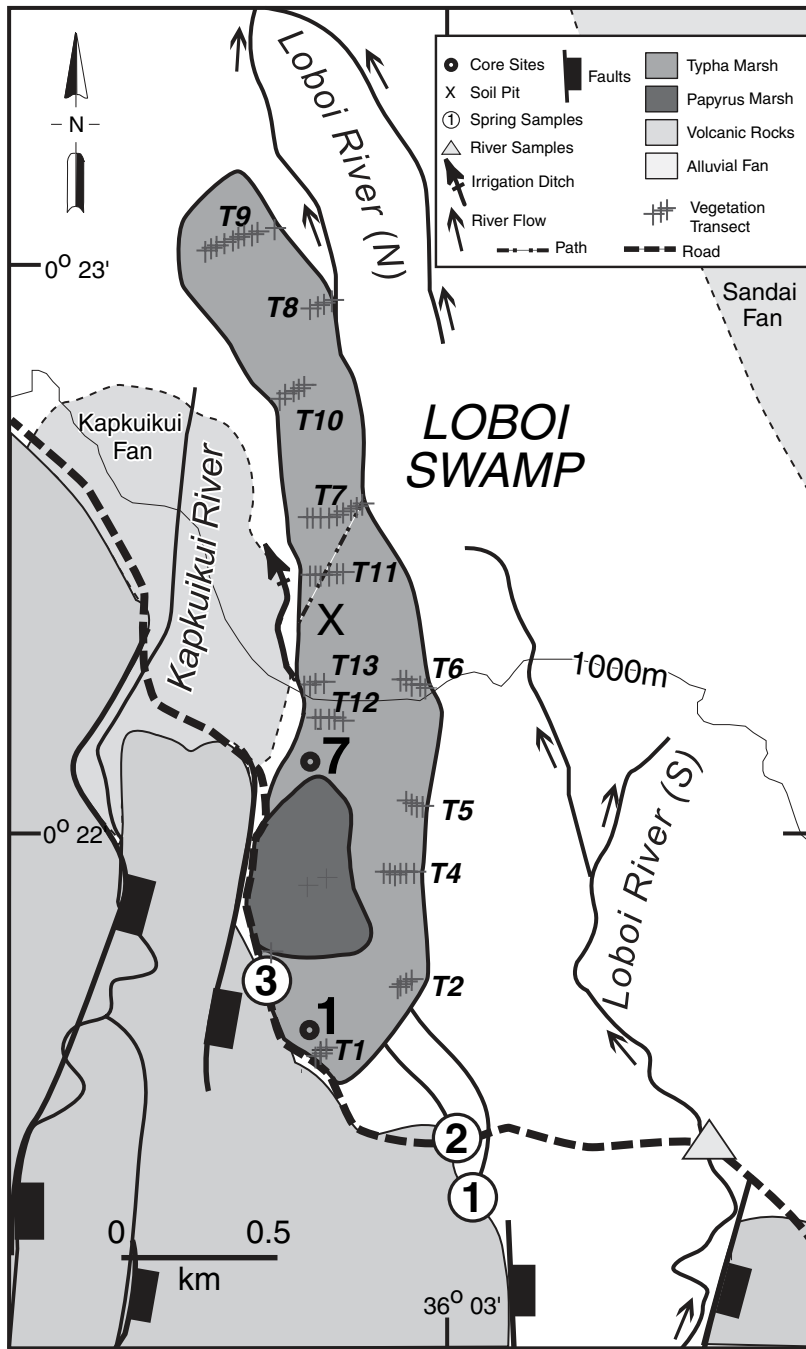 Loboi River (N)
Core Sites
Faults
X Soil Pit
1 Spring Samples
River Samples
Irrigation Ditch
River Flow
Path
Typha Marsh
Papyrus Marsh
Volcanic Rocks
Alluvial Fan
Vegetation
Transect
Road
N
T9
0° 23'
T8
Sandai
Fan
T10
Kapkuikui
Fan
LOBOI
SWAMP
Kapkuikui River
T7
T11
X
T13
T6
1000m
T12
7
T5
0° 22
T4
Loboi River (S)
3
T2
1
T1
2
1
0 0.5
km
36° 03'